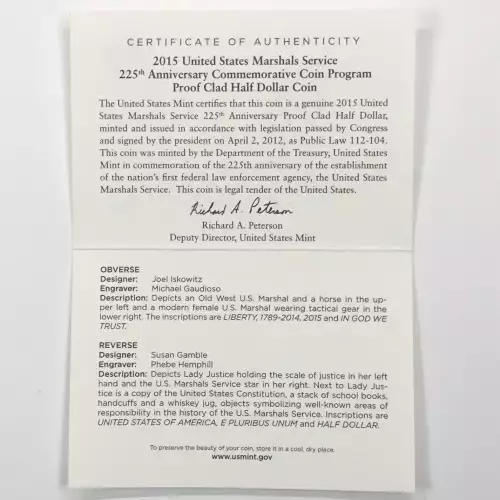 CERTIFICATE OF AUTHENTICITY
2015 United States Marshals Service
225th Anniversary Commemorative Coin Program
Proof Clad Half Dollar Coin
The United States Mint certifies that this coin is a genuine 2015 United
States Marshals Service 225th Anniversary Proof Clad Half Dollar,
minted and issued in accordance with legislation passed by Congress
and signed by the president on April 2, 2012, as Public Law 112-104.
This coin was minted by the Department of the Treasury, United States
Mint in commemoration of the 225th anniversary of the establishment
of the nation's first federal law enforcement agency, the United States
Marshals Service. This coin is legal tender of the United States.
Richard A. Peterson
Richard A. Peterson
Deputy Director, United States Mint
OBVERSE
Designer: Joel Iskowitz
Engraver: Michael Gaudioso
Description: Depicts an Old West U.S. Marshal and a horse in the up-
per left and a modern female U.S. Marshal wearing tactical gear in the
lower right. The inscriptions are LIBERTY, 1789-2014, 2015 and IN GOD WE
TRUST.
REVERSE
Designer: Susan Gamble
Engraver: Phebe Hemphill
Description: Depicts Lady Justice holding the scale of justice in her left
hand and the U.S. Marshals Service star in her right. Next to Lady Jus-
tice is a copy of the United States Constitution, a stack of school books,
handcuffs and a whiskey jug, objects symbolizing well-known areas of
responsibility in the history of the U.S. Marshals Service. Inscriptions are
UNITED STATES OF AMERICA, E PLURIBUS UNUM and HALF DOLLAR.
To preserve the beauty of your coin, store it in a cool, dry place.
www.usmint.gov